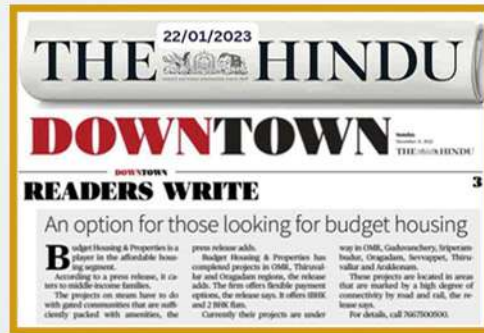 22/01/2023
THE HINDU
DOWNTOWN
THE HINDU
DOWNTOWN
READERS WRITE
3
An option for those looking for budget housing
Budget Housing & Properties is a
player in the affordable hous-
ing segment.
According to a press release, it ca-
ters to middle-income families.
The projects on steam have to do
with gated communities that are suffi-
ciently packed with amenities, the
press release adds.
Budget Housing & Properties has
completed projects in OMR, Thiruval-
lur and Oragadam regions, the release
adds. The firm offers flexible payment
options, the release says. It offers 1BHK
and 2 BHK flats.
Currently their projects are under
way in OMR, Guduvanchery, Sriperum-
budur, Oragadam, Sevvapet, Thiru-
vallur and Arakkonam.
These projects are located in areas
that are marked by a high degree of
connectivity by road and rail, the re-
lease says.
For details, call 7667800500.